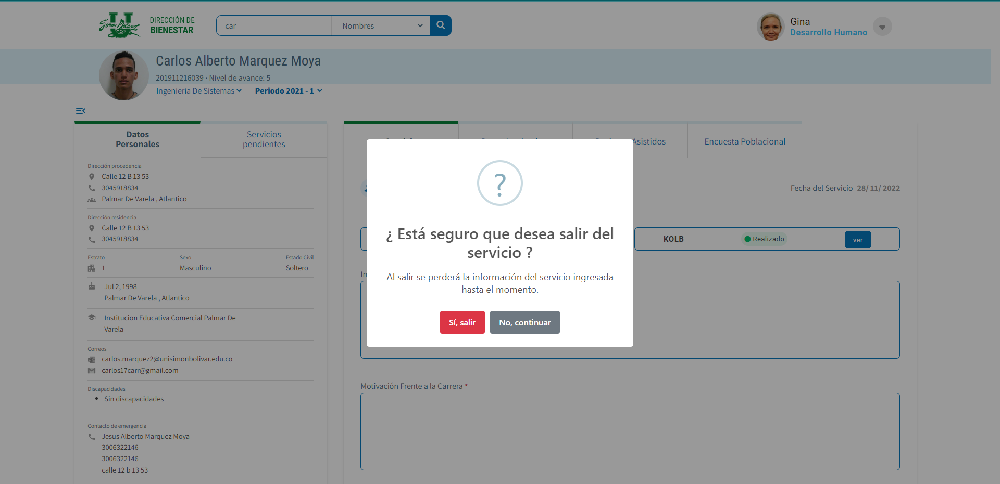 Simón Bolívar
DIRECCIÓN DE
BIENESTAR
car
Nombres
Gina
Desarrollo Humano
Carlos Alberto Marquez Moya
201911216039 · Nivel de avance: 5
Ingenieria De Sistemas
Periodo 2021 - 1
Datos
Personales
Servicios
pendientes
Asistidos
Encuesta Poblacional
Dirección procedencia
Calle 12 B 13 53
3045918834
Palmar De Varela , Atlantico
Dirección residencia
Calle 12 B 13 53
3045918834
Estrato
Sexo
Estado Civil
1
Masculino
Soltero
Jul 2, 1998
Palmar De Varela , Atlantico
Institucion Educativa Comercial Palmar De
Varela
Correos
carlos.marquez2@unisimonbolivar.edu.co
carlos17carr@gmail.com
Discapacidades
Sin discapacidades
Contacto de emergencia
Jesus Alberto Marquez Moya
3006322146
3006322146
calle 12 b 13 53
Fecha del Servicio 28/ 11/ 2022
KOLB
Realizado
ver
¿ Está seguro que desea salir del
servicio ?
Al salir se perderá la información del servicio ingresada
hasta el momento.
Sí, salir
No, continuar
Motivación Frente a la Carrera *